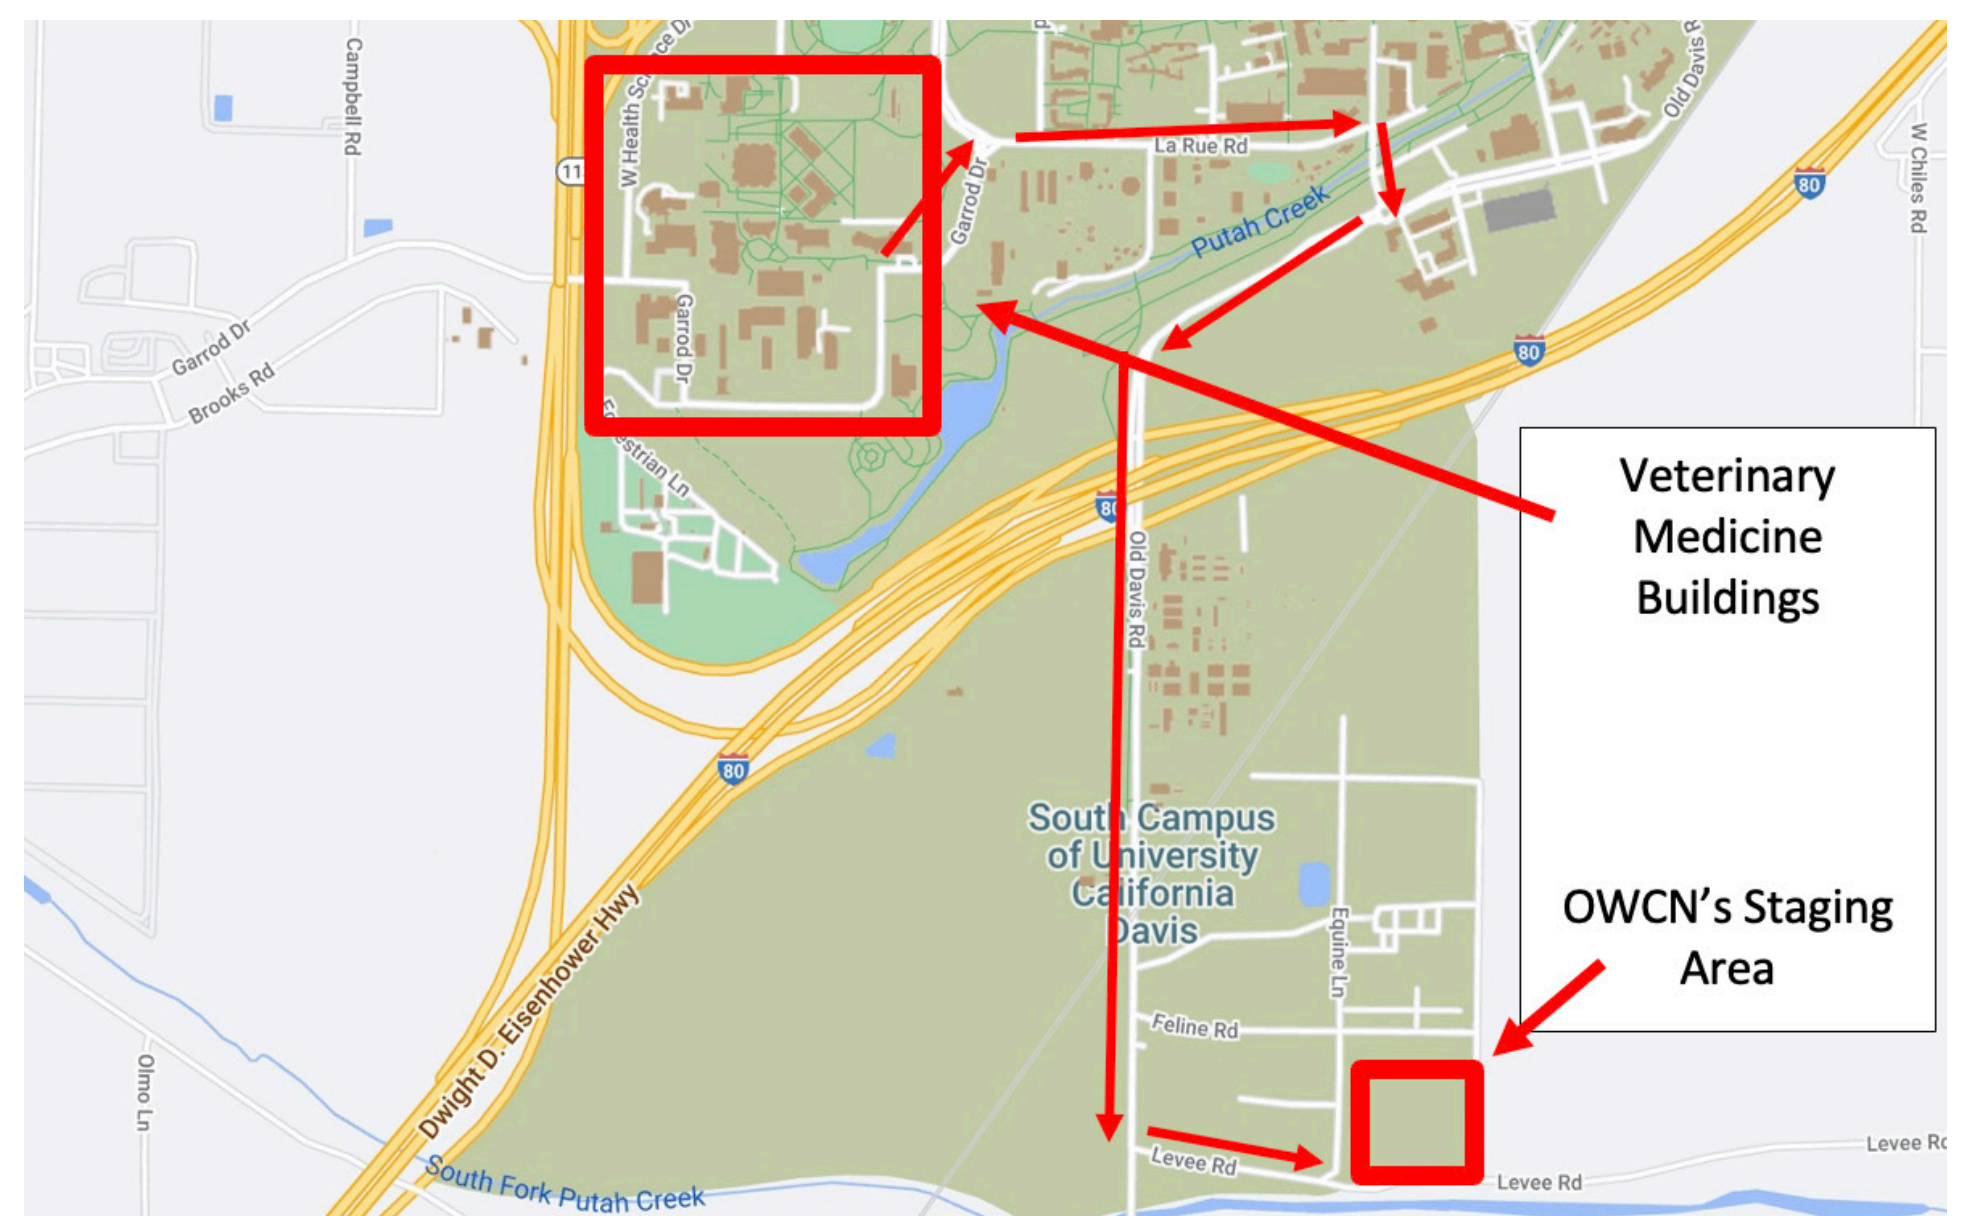 Campbell Rd
W Health Science Dr
Old Davis R
W Chiles Rd
La Rue Rd
Garrod Dr
Putah Creek
80
Garrod Dr
Brooks Rd
Garrod Dr
80
Equestrian Ln
80
Old Davis Rd
Veterinary
Medicine
Buildings
80
South Campus
of University
California
Davis
OWCN's Staging
Area
Dwight D. Eisenhower Hwy
Equine Ln
Feline Rd
Olmo Ln
Levee Rd
Levee Rd
Levee Rd
South Fork Putah Creek